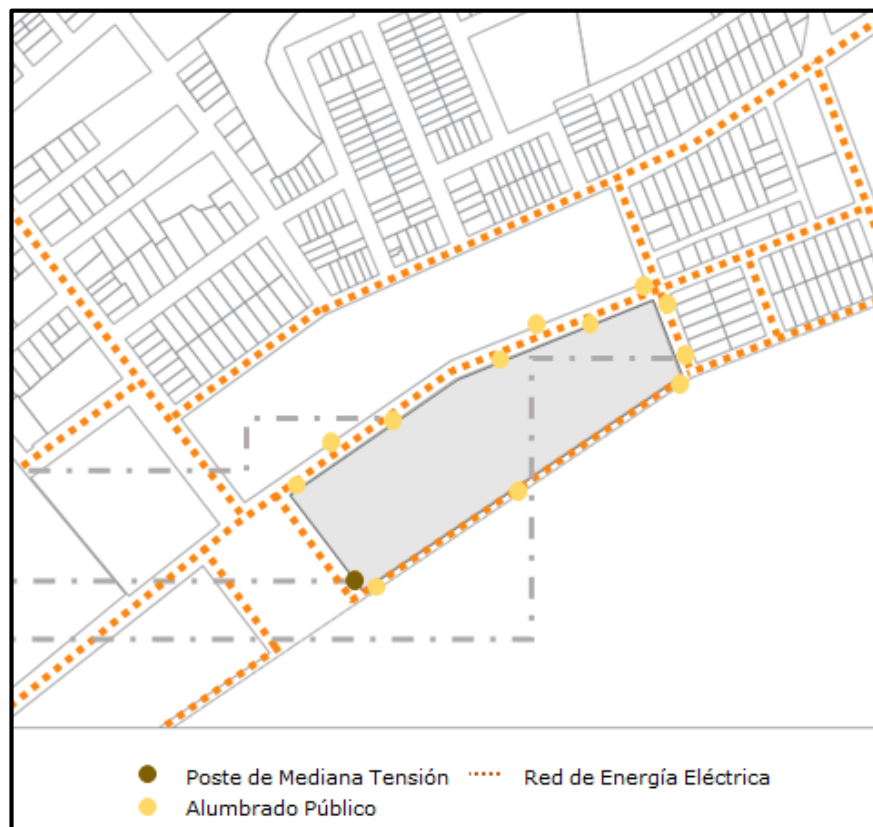 Poste de Mediana Tensión
Red de Energía Eléctrica
Alumbrado Público